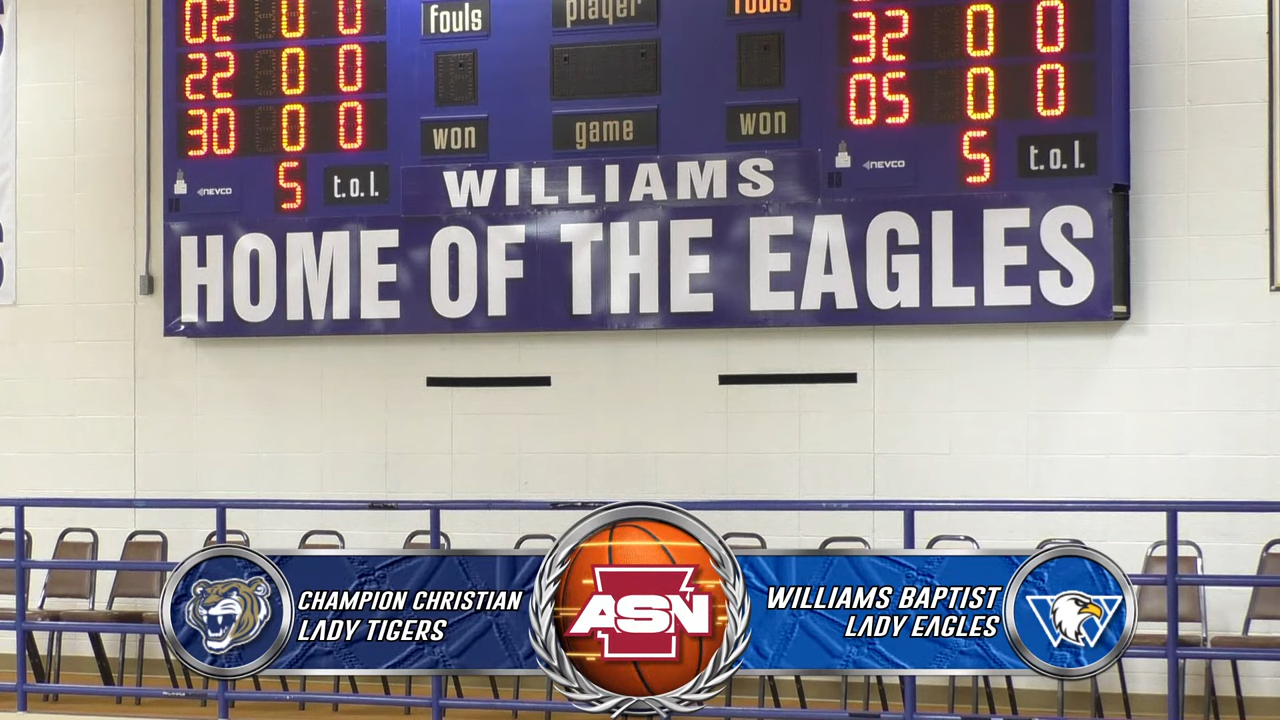 02 0 0 fouls player fouls 32 0 0
22 0 0 05 0 0
30 0 0 won game won
5 t.o.l. NEVCO NEVCO 5 t.o.l.
WILLIAMS
HOME OF THE EAGLES
CHAMPION CHRISTIAN
LADY TIGERS
ASN
WILLIAMS BAPTIST
LADY EAGLES
W